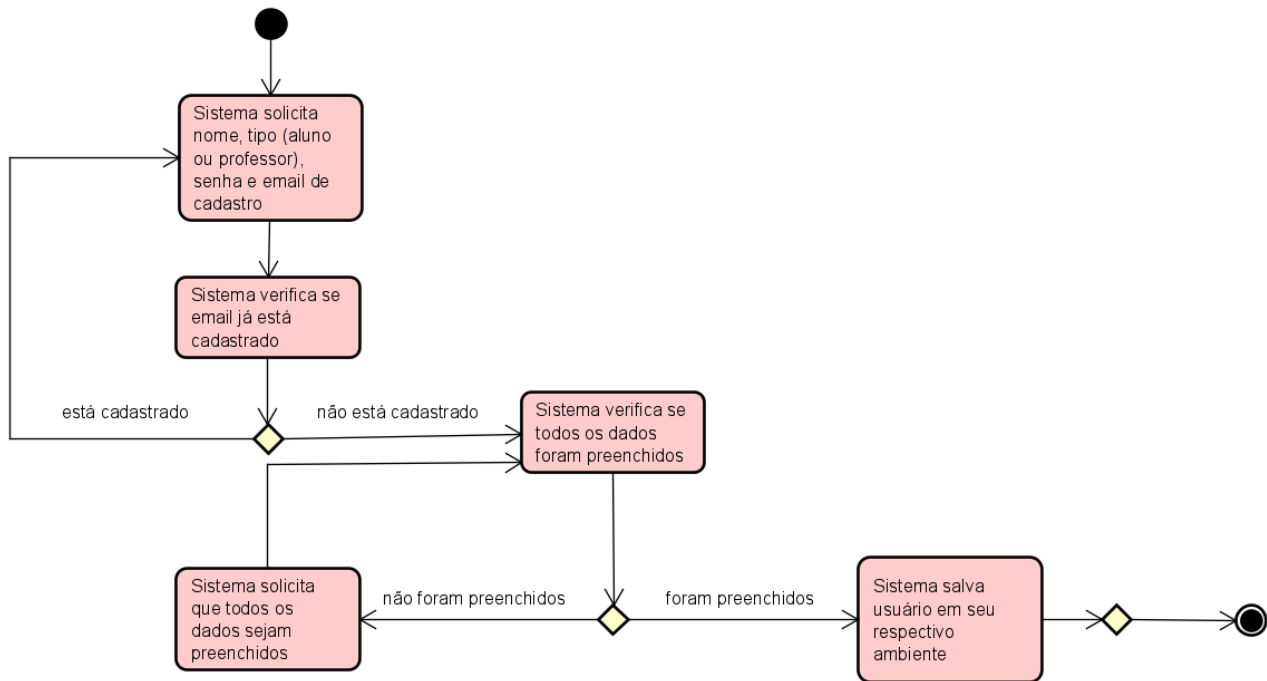 Sistema solicita
nome, tipo (aluno
ou professor),
senha e email de
cadastro
Sistema verifica se
email já está
cadastrado
está cadastrado
não está cadastrado
Sistema verifica se
todos os dados
foram preenchidos
Sistema solicita
que todos os
dados sejam
preenchidos
não foram preenchidos
foram preenchidos
Sistema salva
usuário em seu
respectivo
ambiente